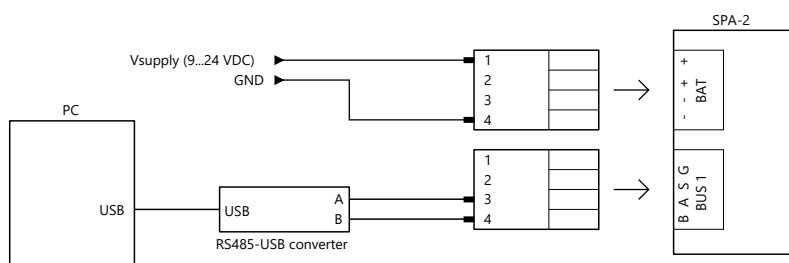 SPA-2
Vsupply (9...24 VDC)
GND
1
2
3
4
- - + +
BAT
PC
USB
USB
A
B
RS485-USB converter
1
2
3
4
B A S G
BUS 1